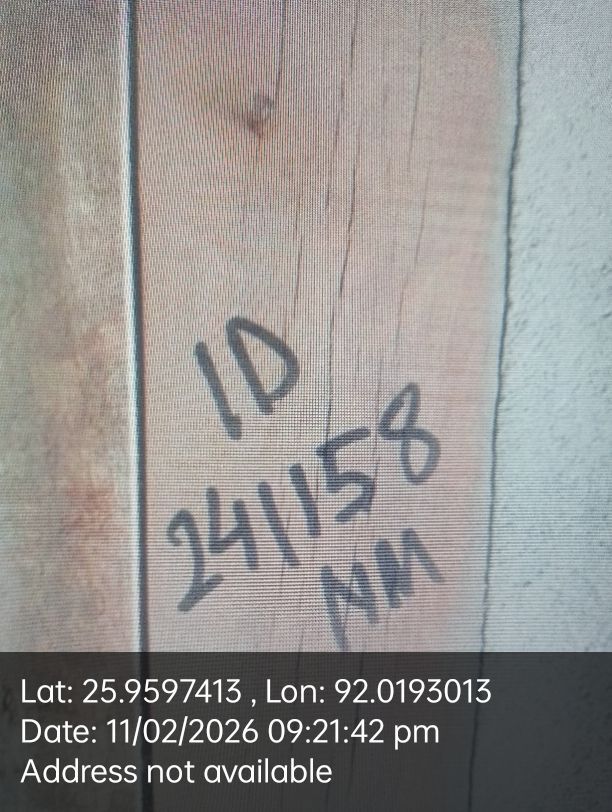 ID
241158
NM
Lat: 25.9597413 , Lon: 92.0193013
Date: 11/02/2026 09:21:42 pm
Address not available